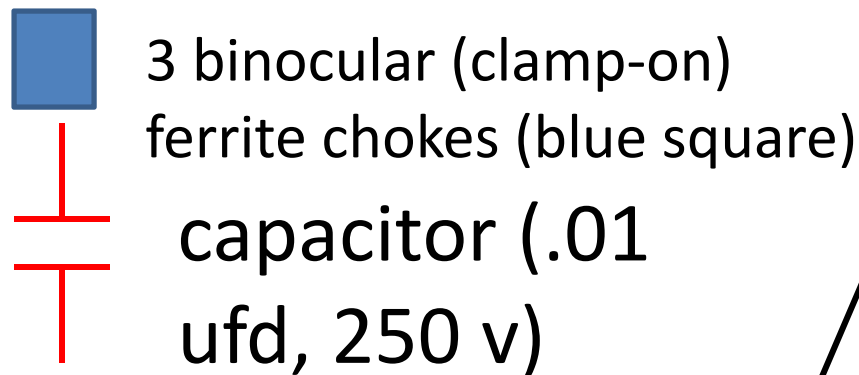 3 binocular (clamp-on)
ferrite chokes (blue square)
capacitor (.01
ufd, 250 v)